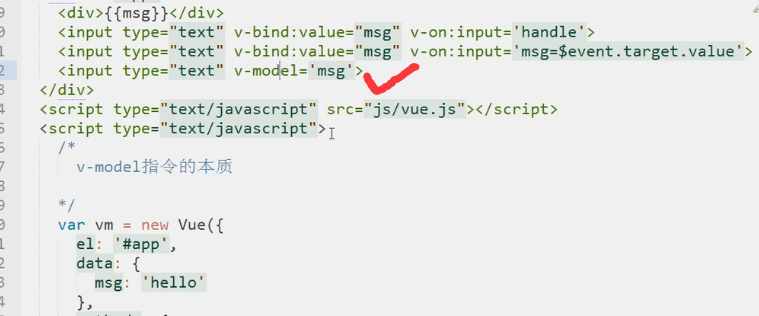 9 <div>{{msg}}</div>
0 <input type="text" v-bind:value="msg" v-on:input='handle'>
1 <input type="text" v-bind:value="msg" v-on:input='msg=$event.target.value'>
2 <input type="text" v-model='msg'>
3 </div>
4 <script type="text/javascript" src="js/vue.js"></script>
5 <script type="text/javascript">
6 /*
7 v-model指令的本质
8
9 */
0 var vm = new Vue({
1 el: '#app',
2 data: {
3 msg: 'hello'
4 },